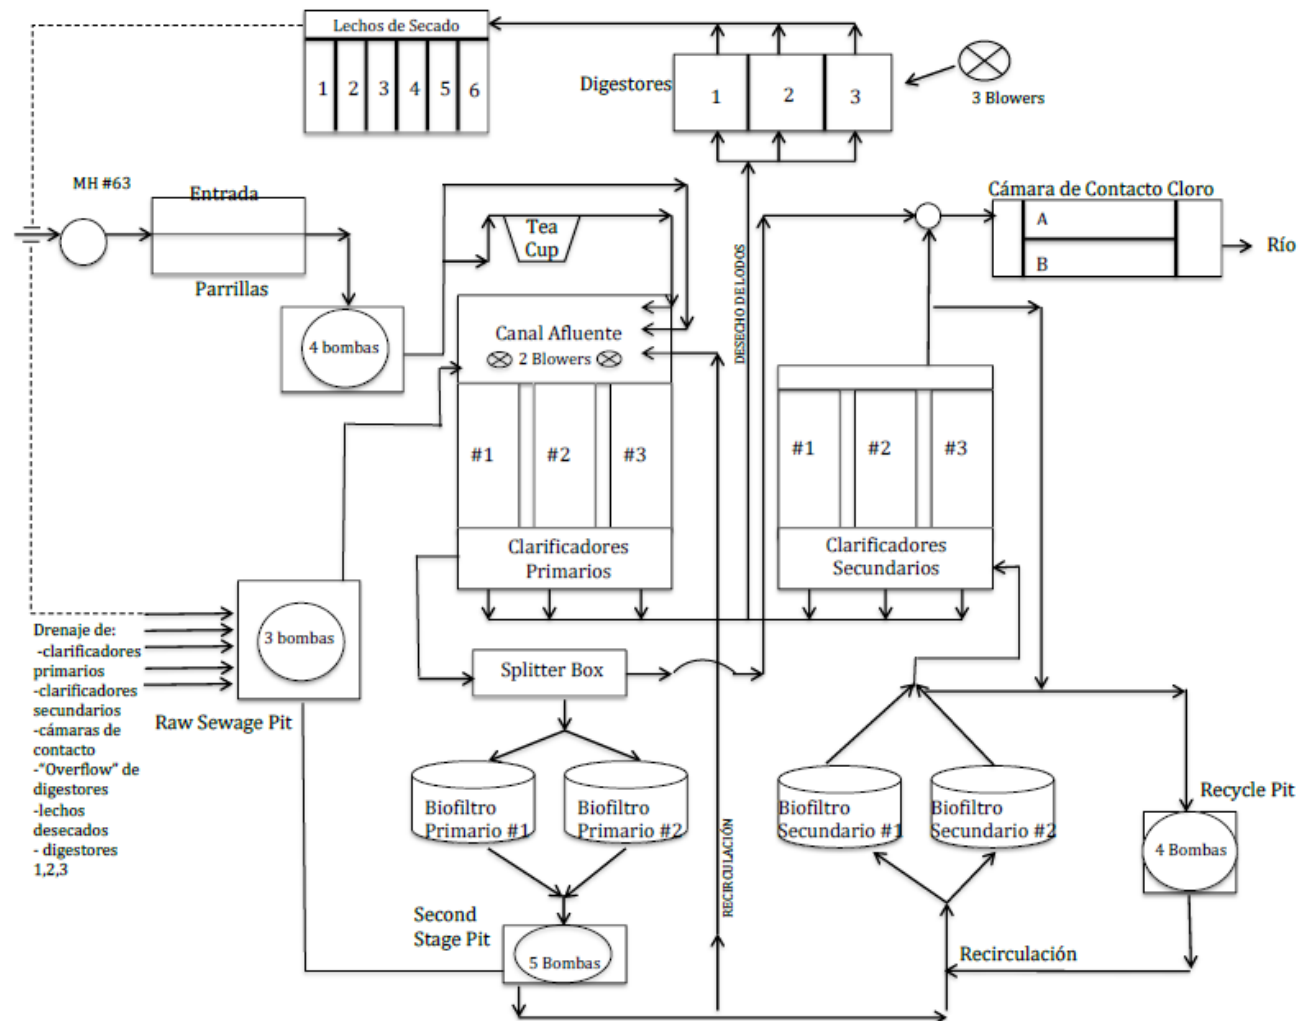 Lechos de Secado
1 2 3 4 5 6
Digestores
1 2 3
3 Blowers
MH #63
Entrada
Parrillas
4 bombas
Tea
Cup
Canal Afluente
2 Blowers
#1 #2 #3
Clarificadores
Primarios
DESECHO DE LODOS
Cámara de Contacto Cloro
A
B
Río
#1 #2 #3
Clarificadores
Secundarios
3 bombas
Raw Sewage Pit
Drenaje de:
-clarificadores
primarios
-clarificadores
secundarios
-cámaras de
contacto
-"Overflow" de
digestores
-lechos
desecados
- digestores
1,2,3
Splitter Box
Biofiltro
Primario #1
Biofiltro
Primario #2
Second
Stage Pit
5 Bombas
RECIRCULACIÓN
Biofiltro
Secundario #1
Biofiltro
Secundario #2
Recycle Pit
4 Bombas
Recirculación